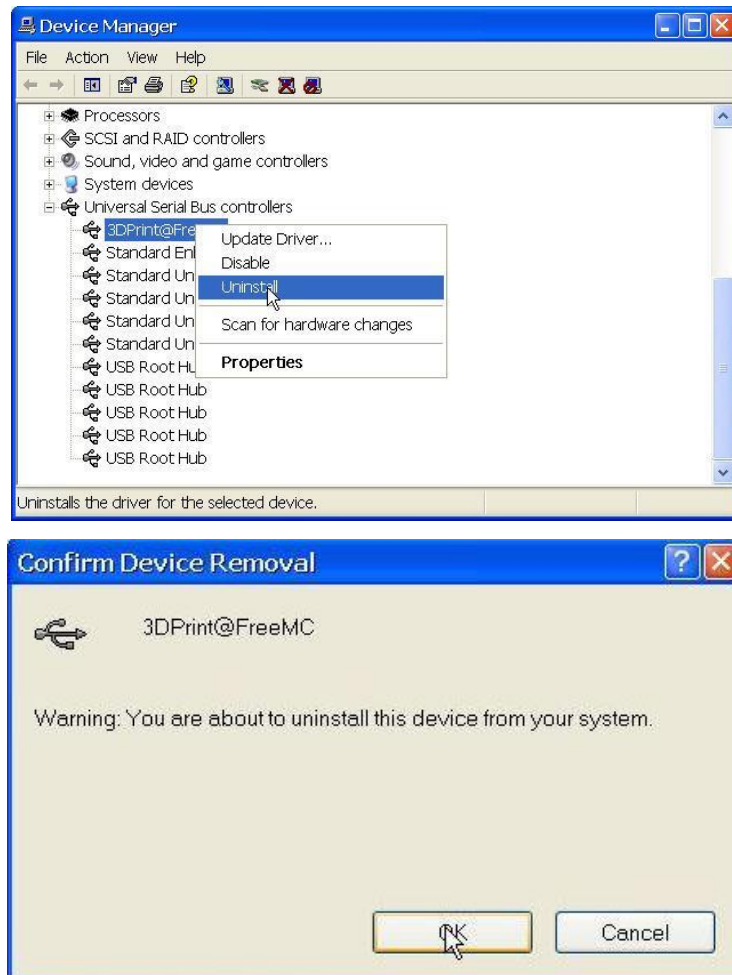 Device Manager
File Action View Help
Processors
SCSI and RAID controllers
Sound, video and game controllers
System devices
Universal Serial Bus controllers
3DPrint@Fre
Standard En
Standard Un
Standard Un
Standard Un
Standard Un
USB Root Hu
USB Root Hub
USB Root Hub
USB Root Hub
USB Root Hub
Update Driver...
Disable
Uninstall
Scan for hardware changes
Properties
Uninstalls the driver for the selected device.
Confirm Device Removal
3DPrint@FreeMC
Warning: You are about to uninstall this device from your system.
OK Cancel